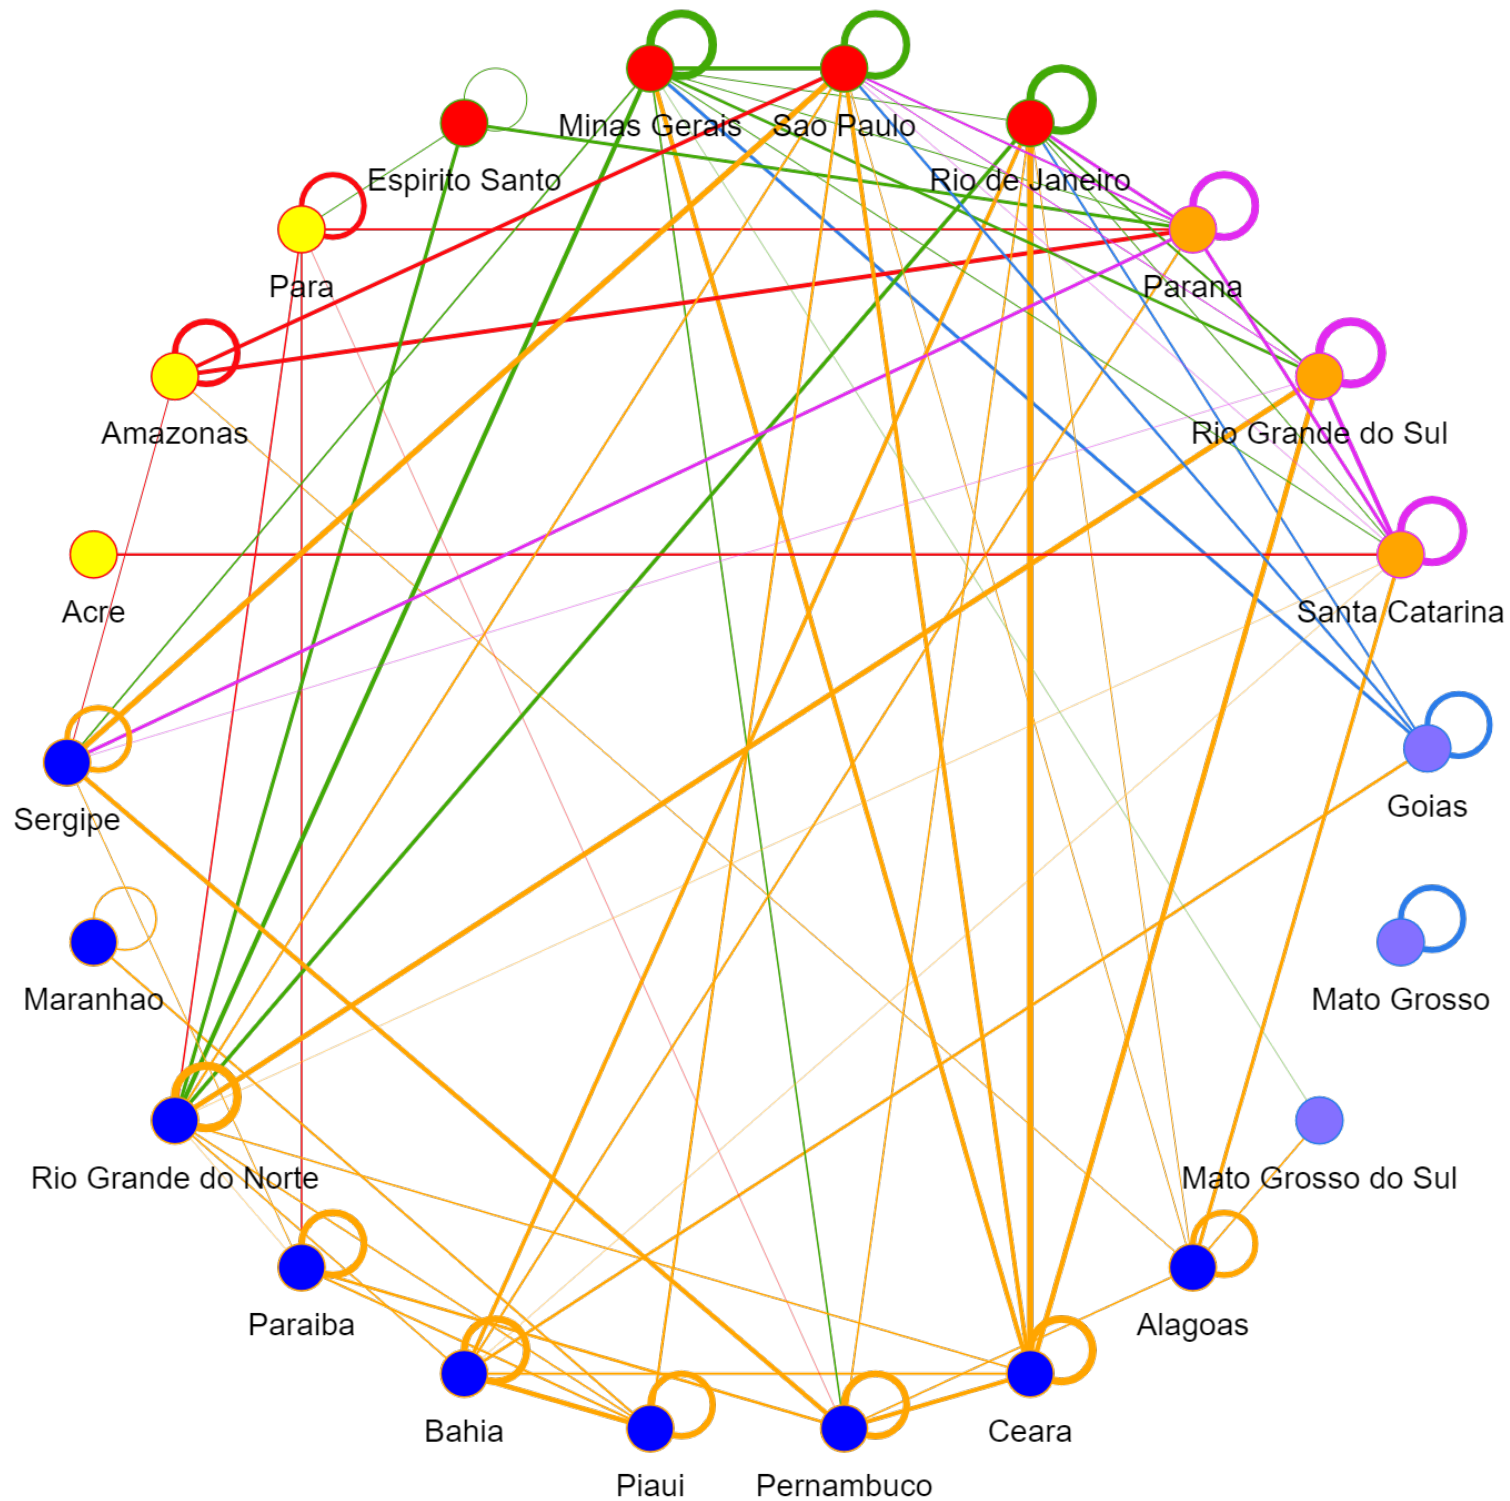 Minas Gerais
Sao Paulo
Espirito Santo
Rio de Janeiro
Para
Parana
Amazonas
Rio Grande do Sul
Acre
Santa Catarina
Sergipe
Goias
Maranhao
Mato Grosso
Rio Grande do Norte
Mato Grosso do Sul
Paraiba
Alagoas
Bahia
Ceara
Piaui
Pernambuco